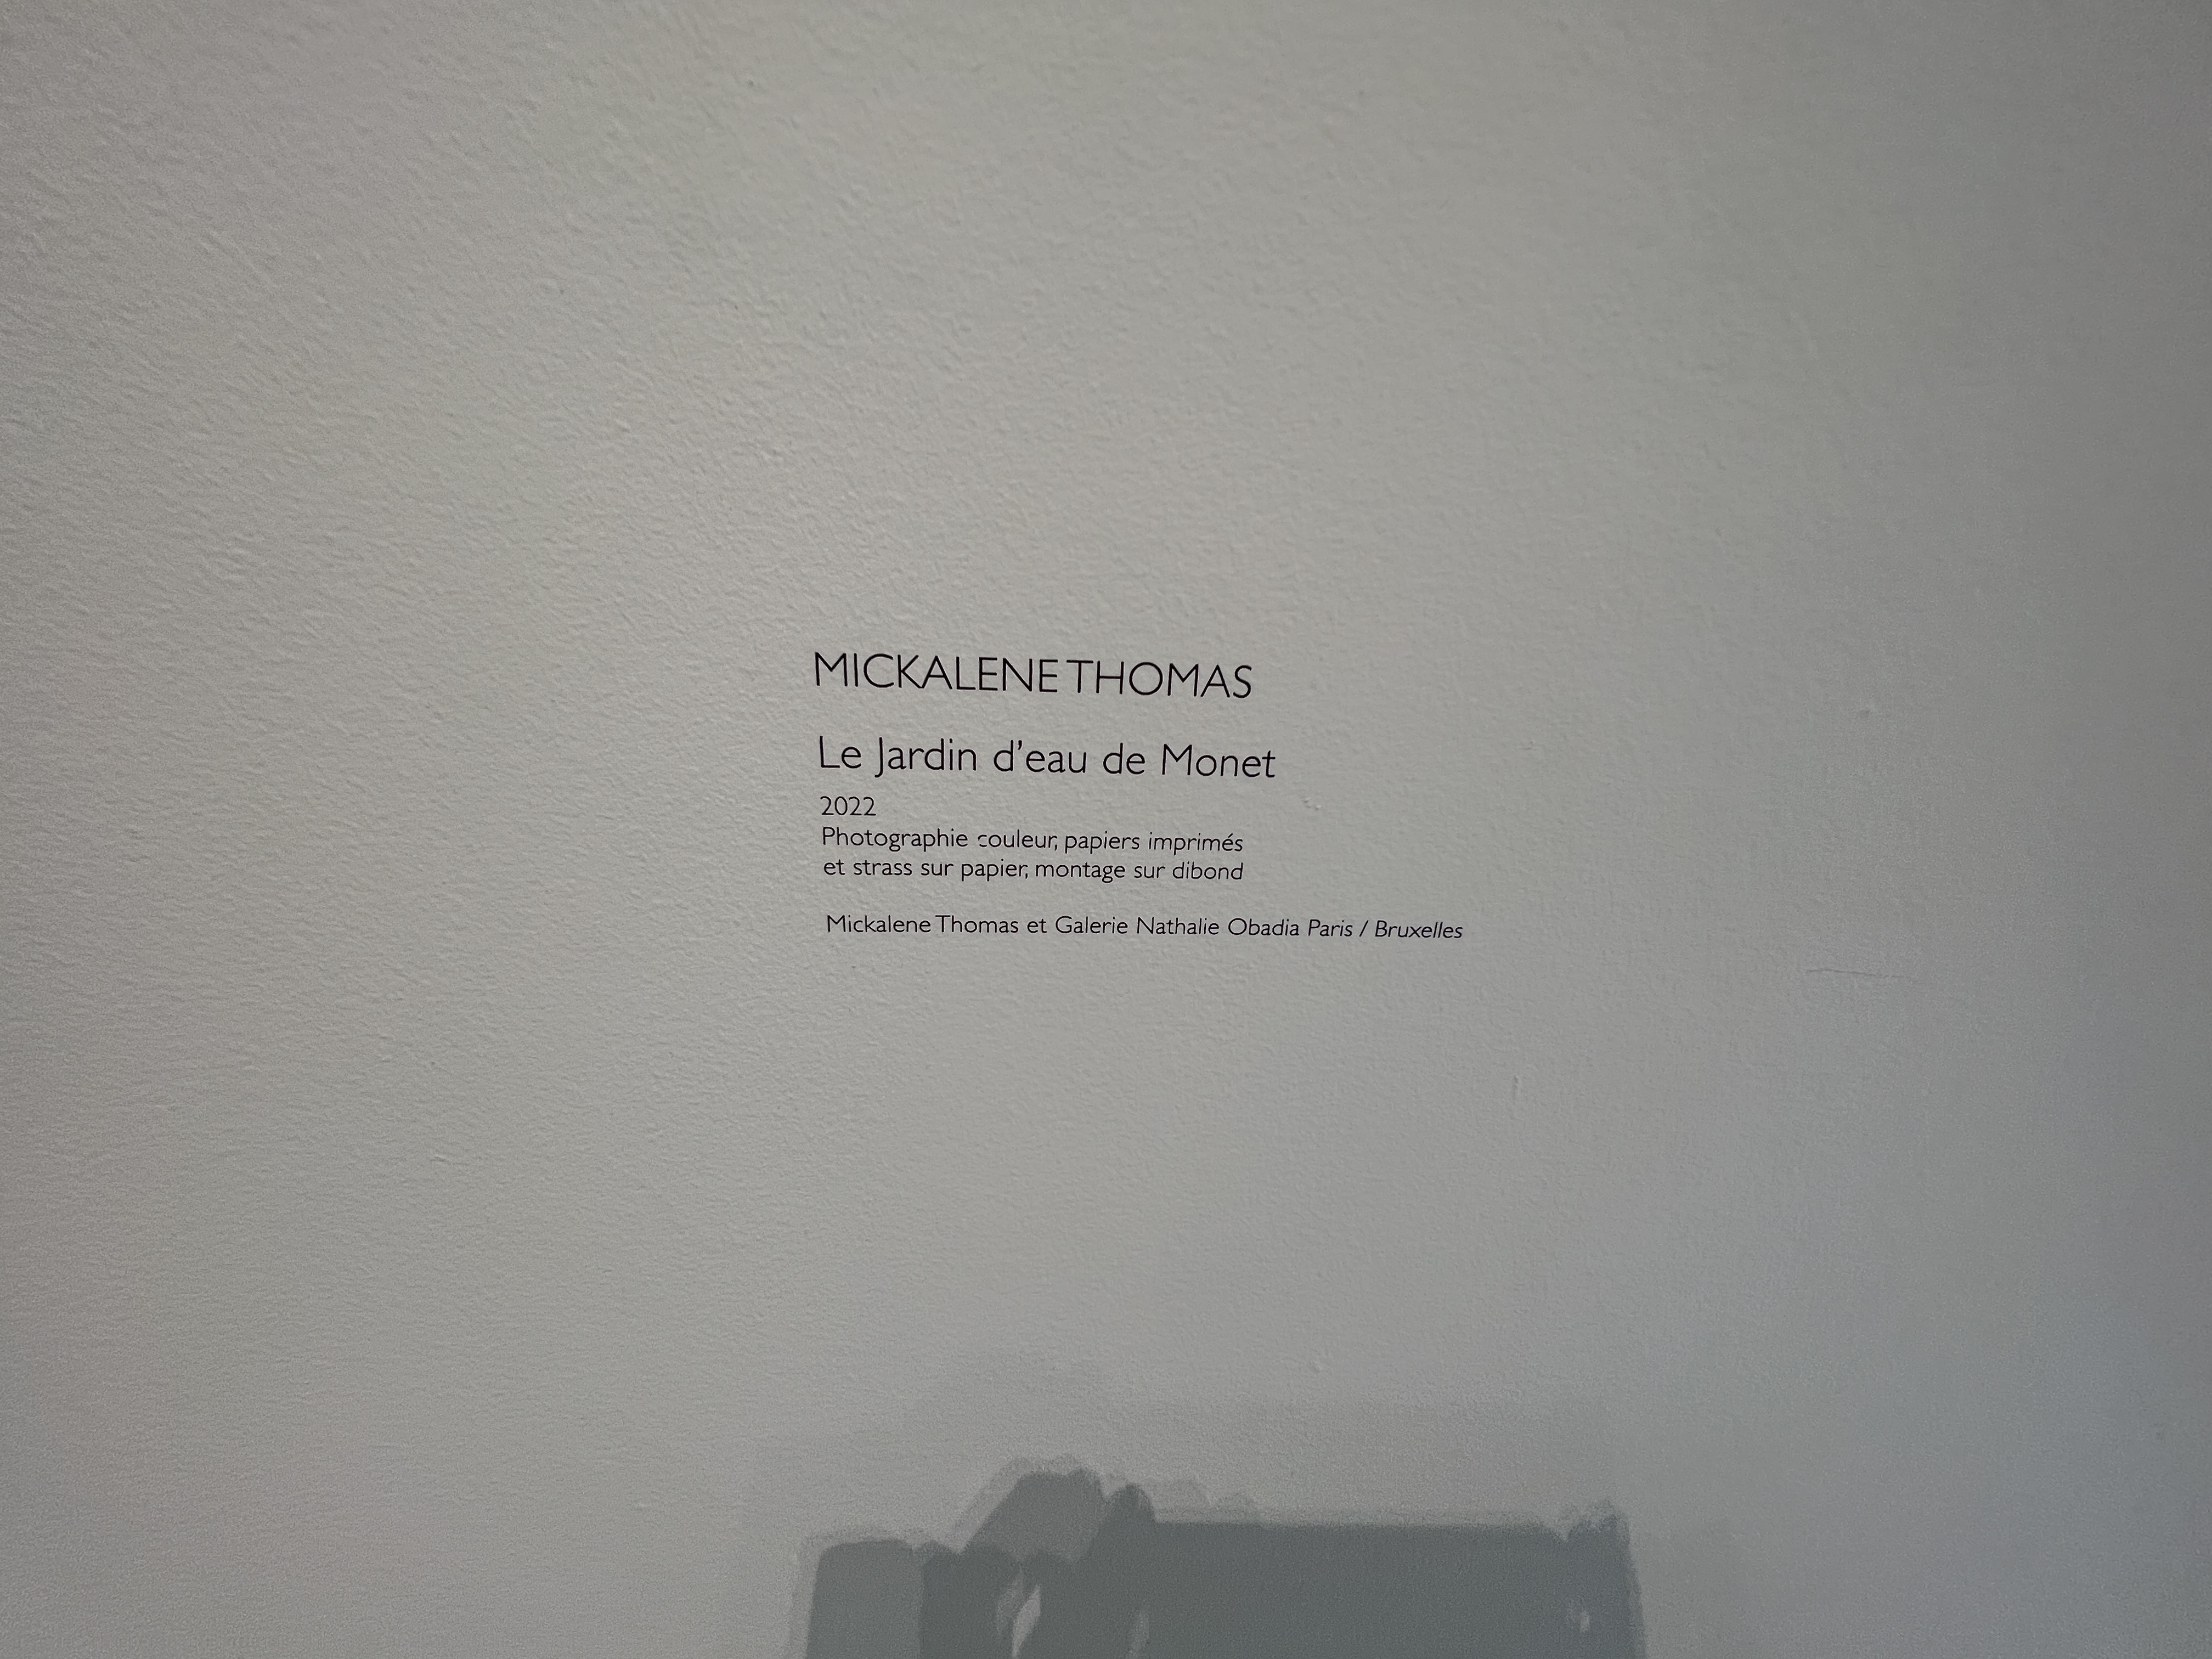 MICKALENE THOMAS
Le Jardin d'eau de Monet
2022
Photographie couleur, papiers imprimés
et strass sur papier, montage sur dibond
Mickalene Thomas et Galerie Nathalie Obadia Paris / Bruxelles